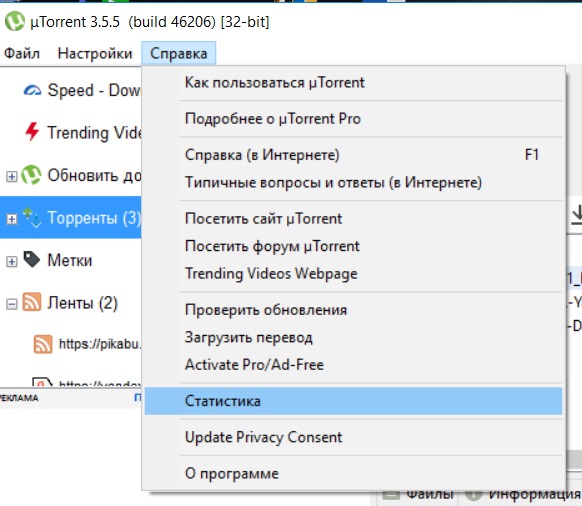 µTorrent 3.5.5 (build 46206) [32-bit]
Файл Настройки Справка
Speed - Dow
Trending Vide
Обновить до
Торренты (3)
Метки
Ленты (2)
https://pikabu.
https://yandex
РЕКЛАМА
Как пользоваться µTorrent
Подробнее о µTorrent Pro
Справка (в Интернете) F1
Типичные вопросы и ответы (в Интернете)
Посетить сайт µTorrent
Посетить форум µTorrent
Trending Videos Webpage
Проверить обновления
Загрузить перевод
Activate Pro/Ad-Free
Статистика
Update Privacy Consent
О программе
Файлы Информация